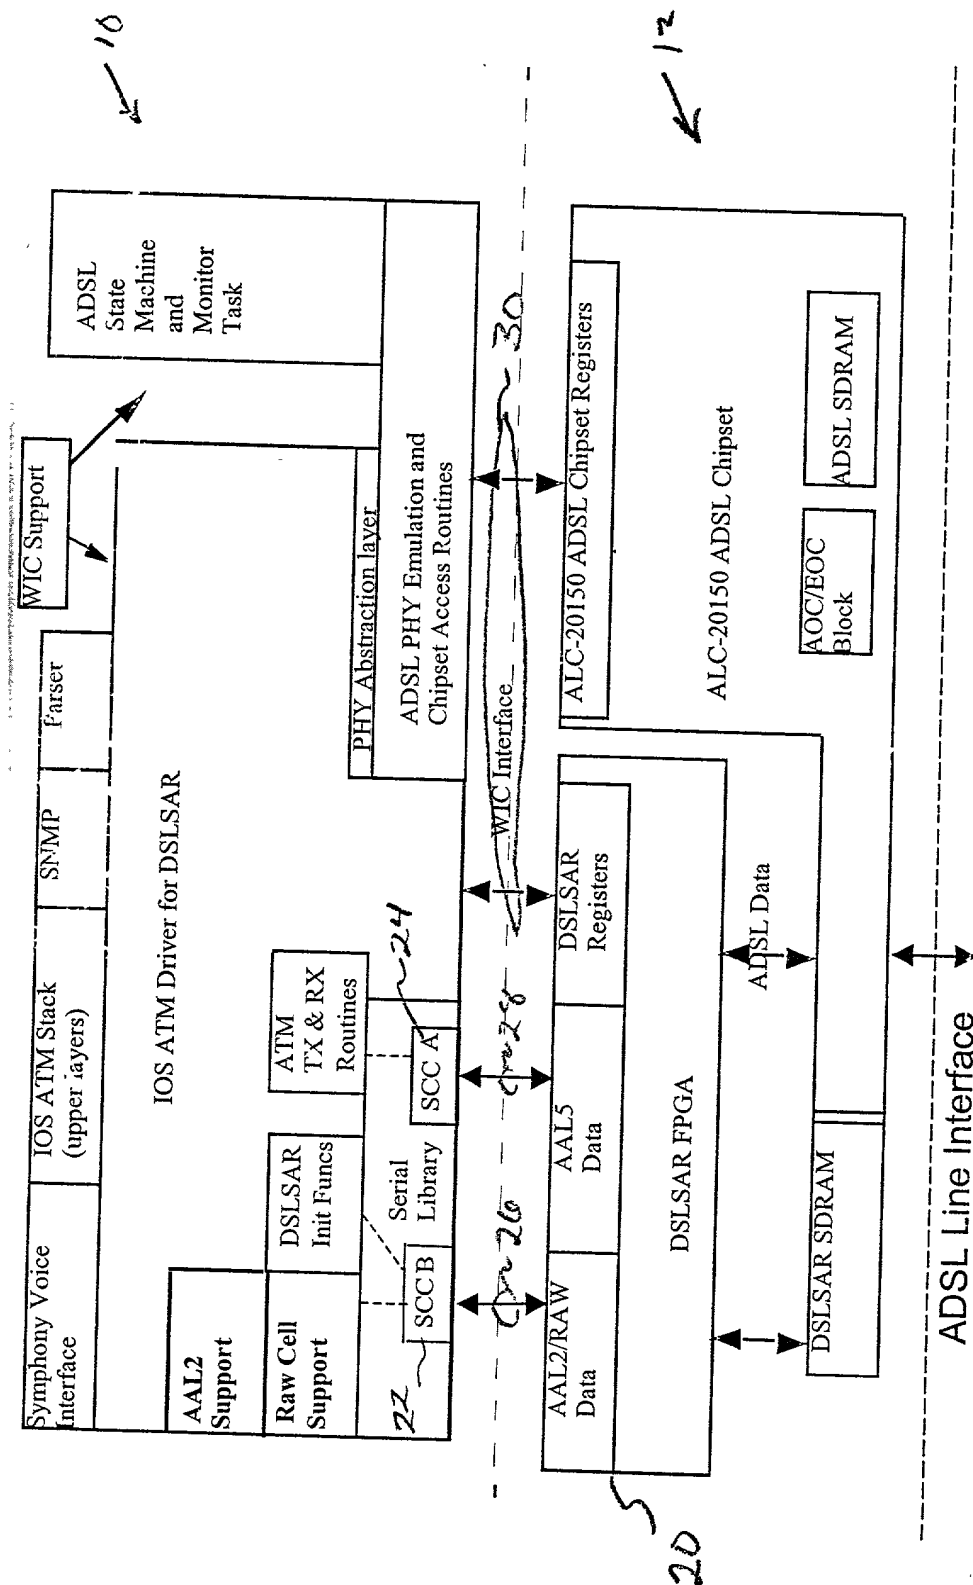 10
Symphony Voice
Interface
IOS ATM Stack
(upper layers)
SNMP
Parser
WIC Support
ADSL
State
Machine
and
Monitor
Task
IOS ATM Driver for DSLSAR
AAL2
Support
Raw Cell
Support
DSLSAR
Init Funcs
ATM
TX & RX
Routines
PHY Abstraction layer
ADSL PHY Emulation and
Chipset Access Routines
22
SCCB
Serial
Library
SCC A
24
26
28
WIC Interface
30
12
AAL2/RAW
Data
AAL5
Data
DSLSAR
Registers
ALC-20150 ADSL Chipset Registers
20
DSLSAR FPGA
ALC-20150 ADSL Chipset
ADSL Data
DSLSAR SDRAM
AOC/EOC
Block
ADSL SDRAM
ADSL Line Interface